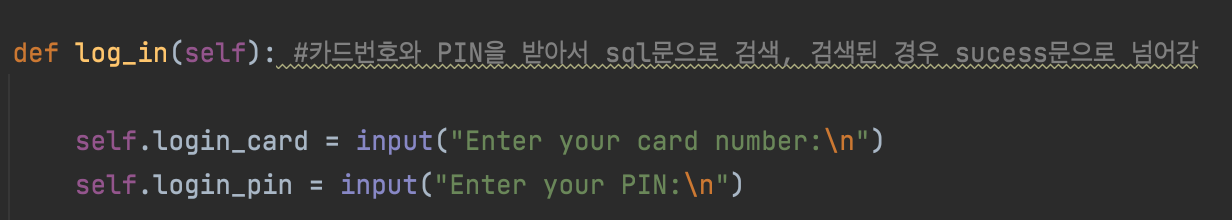 def log_in(self): #카드번호와 PIN을 받아서 sql문으로 검색, 검색된 경우 sucess문으로 넘어감
self.login_card = input("Enter your card number:\n")
self.login_pin = input("Enter your PIN:\n")